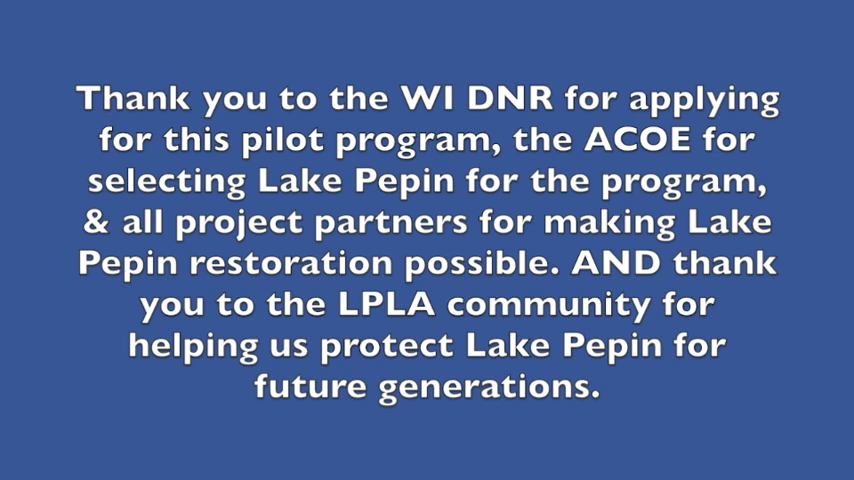 Thank you to the WI DNR for applying
for this pilot program, the ACOE for
selecting Lake Pepin for the program,
& all project partners for making Lake
Pepin restoration possible. AND thank
you to the LPLA community for
helping us protect Lake Pepin for
future generations.